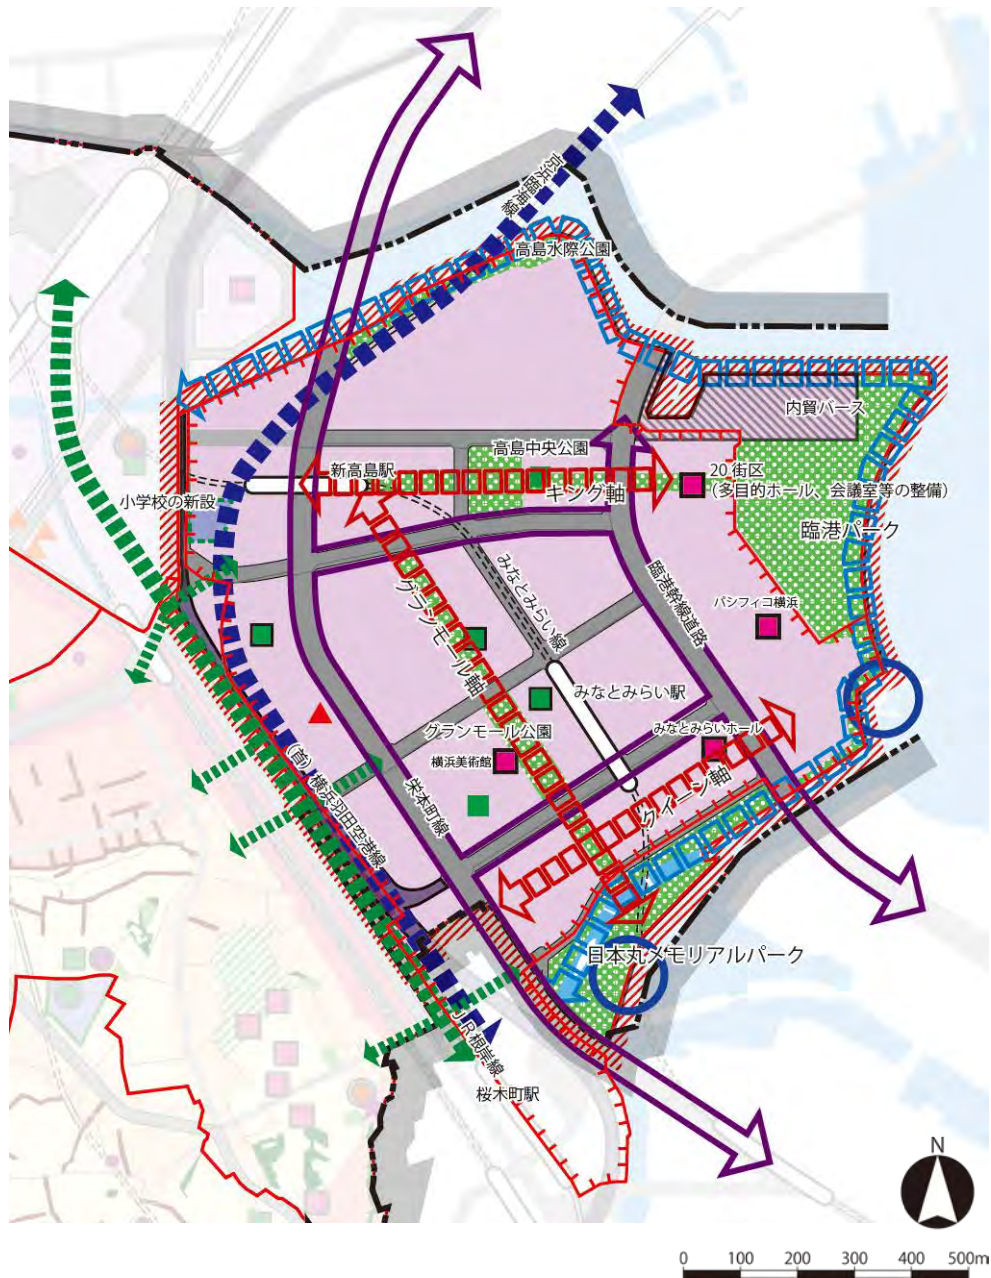 京浜臨海線
高島水際公園
内貿バース
高島中央公園
新高島駅
20 街区
(多目的ホール、会議室等の整備)
キング軸
小学校の新設
臨港パーク
みなとみらい線
臨港幹線道路
パシフィコ横浜
グランモール軸
みなとみらい駅
グランモール公園
みなとみらいホール
横浜美術館
クイーン軸
栄本町線
(首)横浜羽田空港線
日本丸メモリアルパーク
JR根岸線
桜木町駅
N
0 100 200 300 400 500m